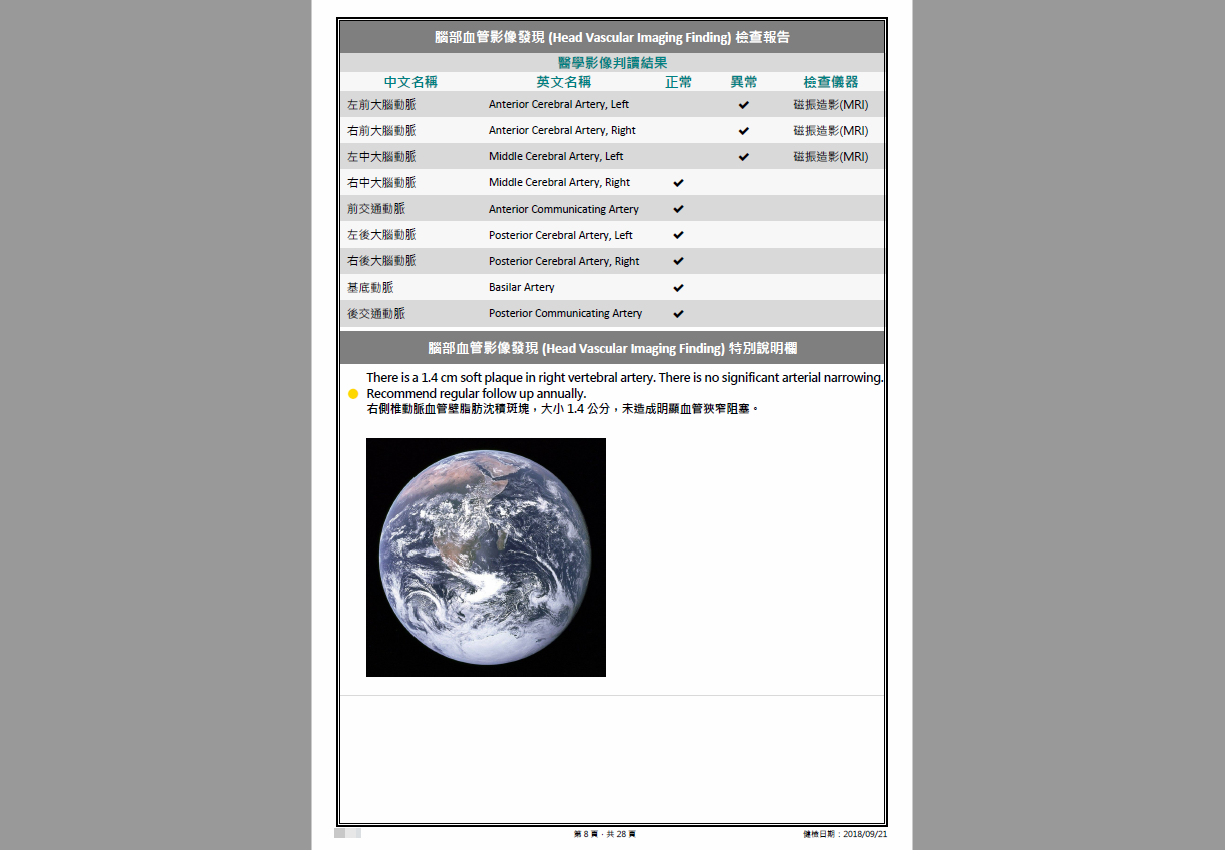 腦部血管影像發現 (Head Vascular Imaging Finding) 檢查報告
醫學影像判讀結果
中文名稱 英文名稱 正常 異常 檢查儀器
左前大腦動脈 Anterior Cerebral Artery, Left ✔ 磁振造影(MRI)
右前大腦動脈 Anterior Cerebral Artery, Right ✔ 磁振造影(MRI)
左中大腦動脈 Middle Cerebral Artery, Left ✔ 磁振造影(MRI)
右中大腦動脈 Middle Cerebral Artery, Right ✔
前交通動脈 Anterior Communicating Artery ✔
左後大腦動脈 Posterior Cerebral Artery, Left ✔
右後大腦動脈 Posterior Cerebral Artery, Right ✔
基底動脈 Basilar Artery ✔
後交通動脈 Posterior Communicating Artery ✔
腦部血管影像發現 (Head Vascular Imaging Finding) 特別說明欄
There is a 1.4 cm soft plaque in right vertebral artery. There is no significant arterial narrowing.
Recommend regular follow up annually.
右側椎動脈血管壁脂肪沈積斑塊，大小 1.4 公分，未造成明顯血管狹窄阻塞。
第 8 頁，共 28 頁 健檢日期：2018/09/21